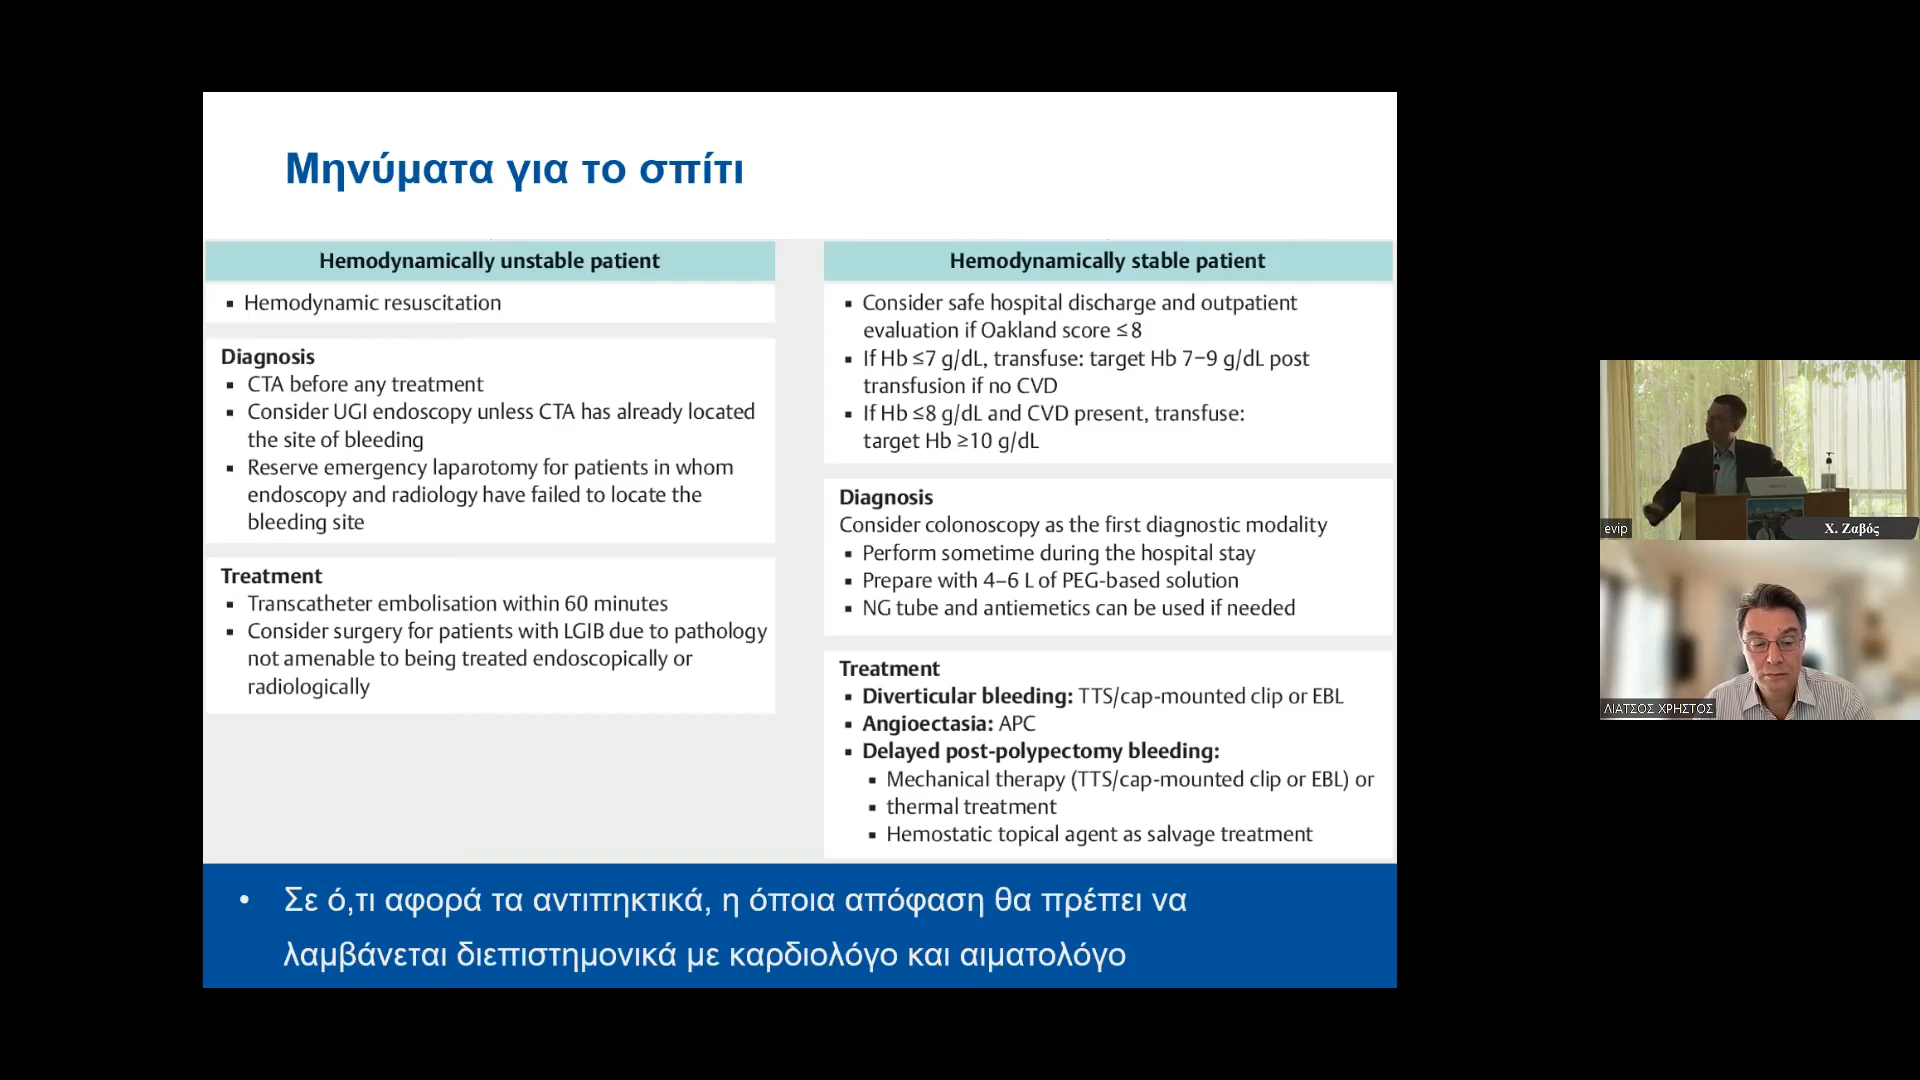 Μηνύματα για το σπίτι
Hemodynamically unstable patient
▪ Hemodynamic resuscitation
Diagnosis
▪ CTA before any treatment
▪ Consider UGI endoscopy unless CTA has already located
the site of bleeding
▪ Reserve emergency laparotomy for patients in whom
endoscopy and radiology have failed to locate the
bleeding site
Treatment
▪ Transcatheter embolisation within 60 minutes
▪ Consider surgery for patients with LGIB due to pathology
not amenable to being treated endoscopically or
radiologically
Hemodynamically stable patient
▪ Consider safe hospital discharge and outpatient
evaluation if Oakland score ≤ 8
▪ If Hb ≤7 g/dL, transfuse: target Hb 7–9 g/dL post
transfusion if no CVD
▪ If Hb ≤8 g/dL and CVD present, transfuse:
target Hb ≥10 g/dL
Diagnosis
Consider colonoscopy as the first diagnostic modality
▪ Perform sometime during the hospital stay
▪ Prepare with 4–6 L of PEG-based solution
▪ NG tube and antiemetics can be used if needed
Treatment
▪ Diverticular bleeding: TTS/cap-mounted clip or EBL
▪ Angioectasia: APC
▪ Delayed post-polypectomy bleeding:
▪ Mechanical therapy (TTS/cap-mounted clip or EBL) or
▪ thermal treatment
▪ Hemostatic topical agent as salvage treatment
• Σε ό,τι αφορά τα αντιπηκτικά, η όποια απόφαση θα πρέπει να
λαμβάνεται διεπιστημονικά με καρδιολόγο και αιματολόγο
evip
Χ. Ζαβός
ΛΙΑΤΣΟΣ ΧΡΗΣΤΟΣ